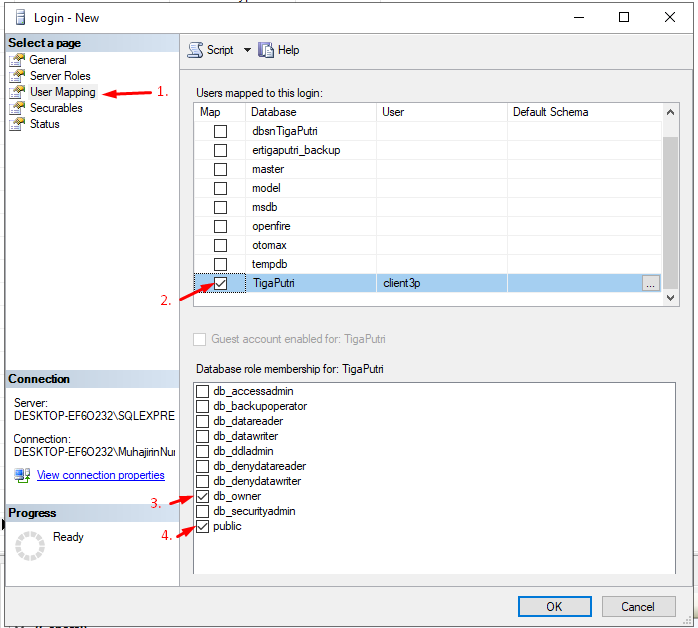 Login - New
Select a page
General
Server Roles
User Mapping
1.
Securables
Status
Script
Help
Users mapped to this login:
Map Database User Default Schema
dbsnTigaPutri
ertigaputri_backup
master
model
msdb
openfire
otomax
tempdb
2.
TigaPutri client3p ...
Guest account enabled for: TigaPutri
Database role membership for: TigaPutri
db_accessadmin
db_backupoperator
db_datareader
db_datawriter
db_ddladmin
db_denydatareader
db_denydatawriter
3.
db_owner
db_securityadmin
4.
public
Connection
Server:
DESKTOP-EF6O232\SQLEXPRE
Connection:
DESKTOP-EF6O232\MuhajirinNur
View connection properties
Progress
Ready
OK
Cancel